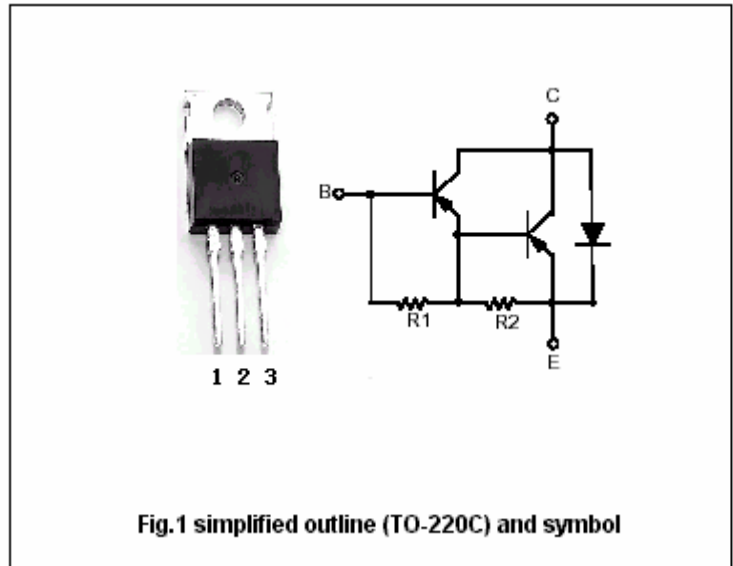 C
B
R1 R2
E
1 2 3
Fig.1 simplified outline (TO-220C) and symbol